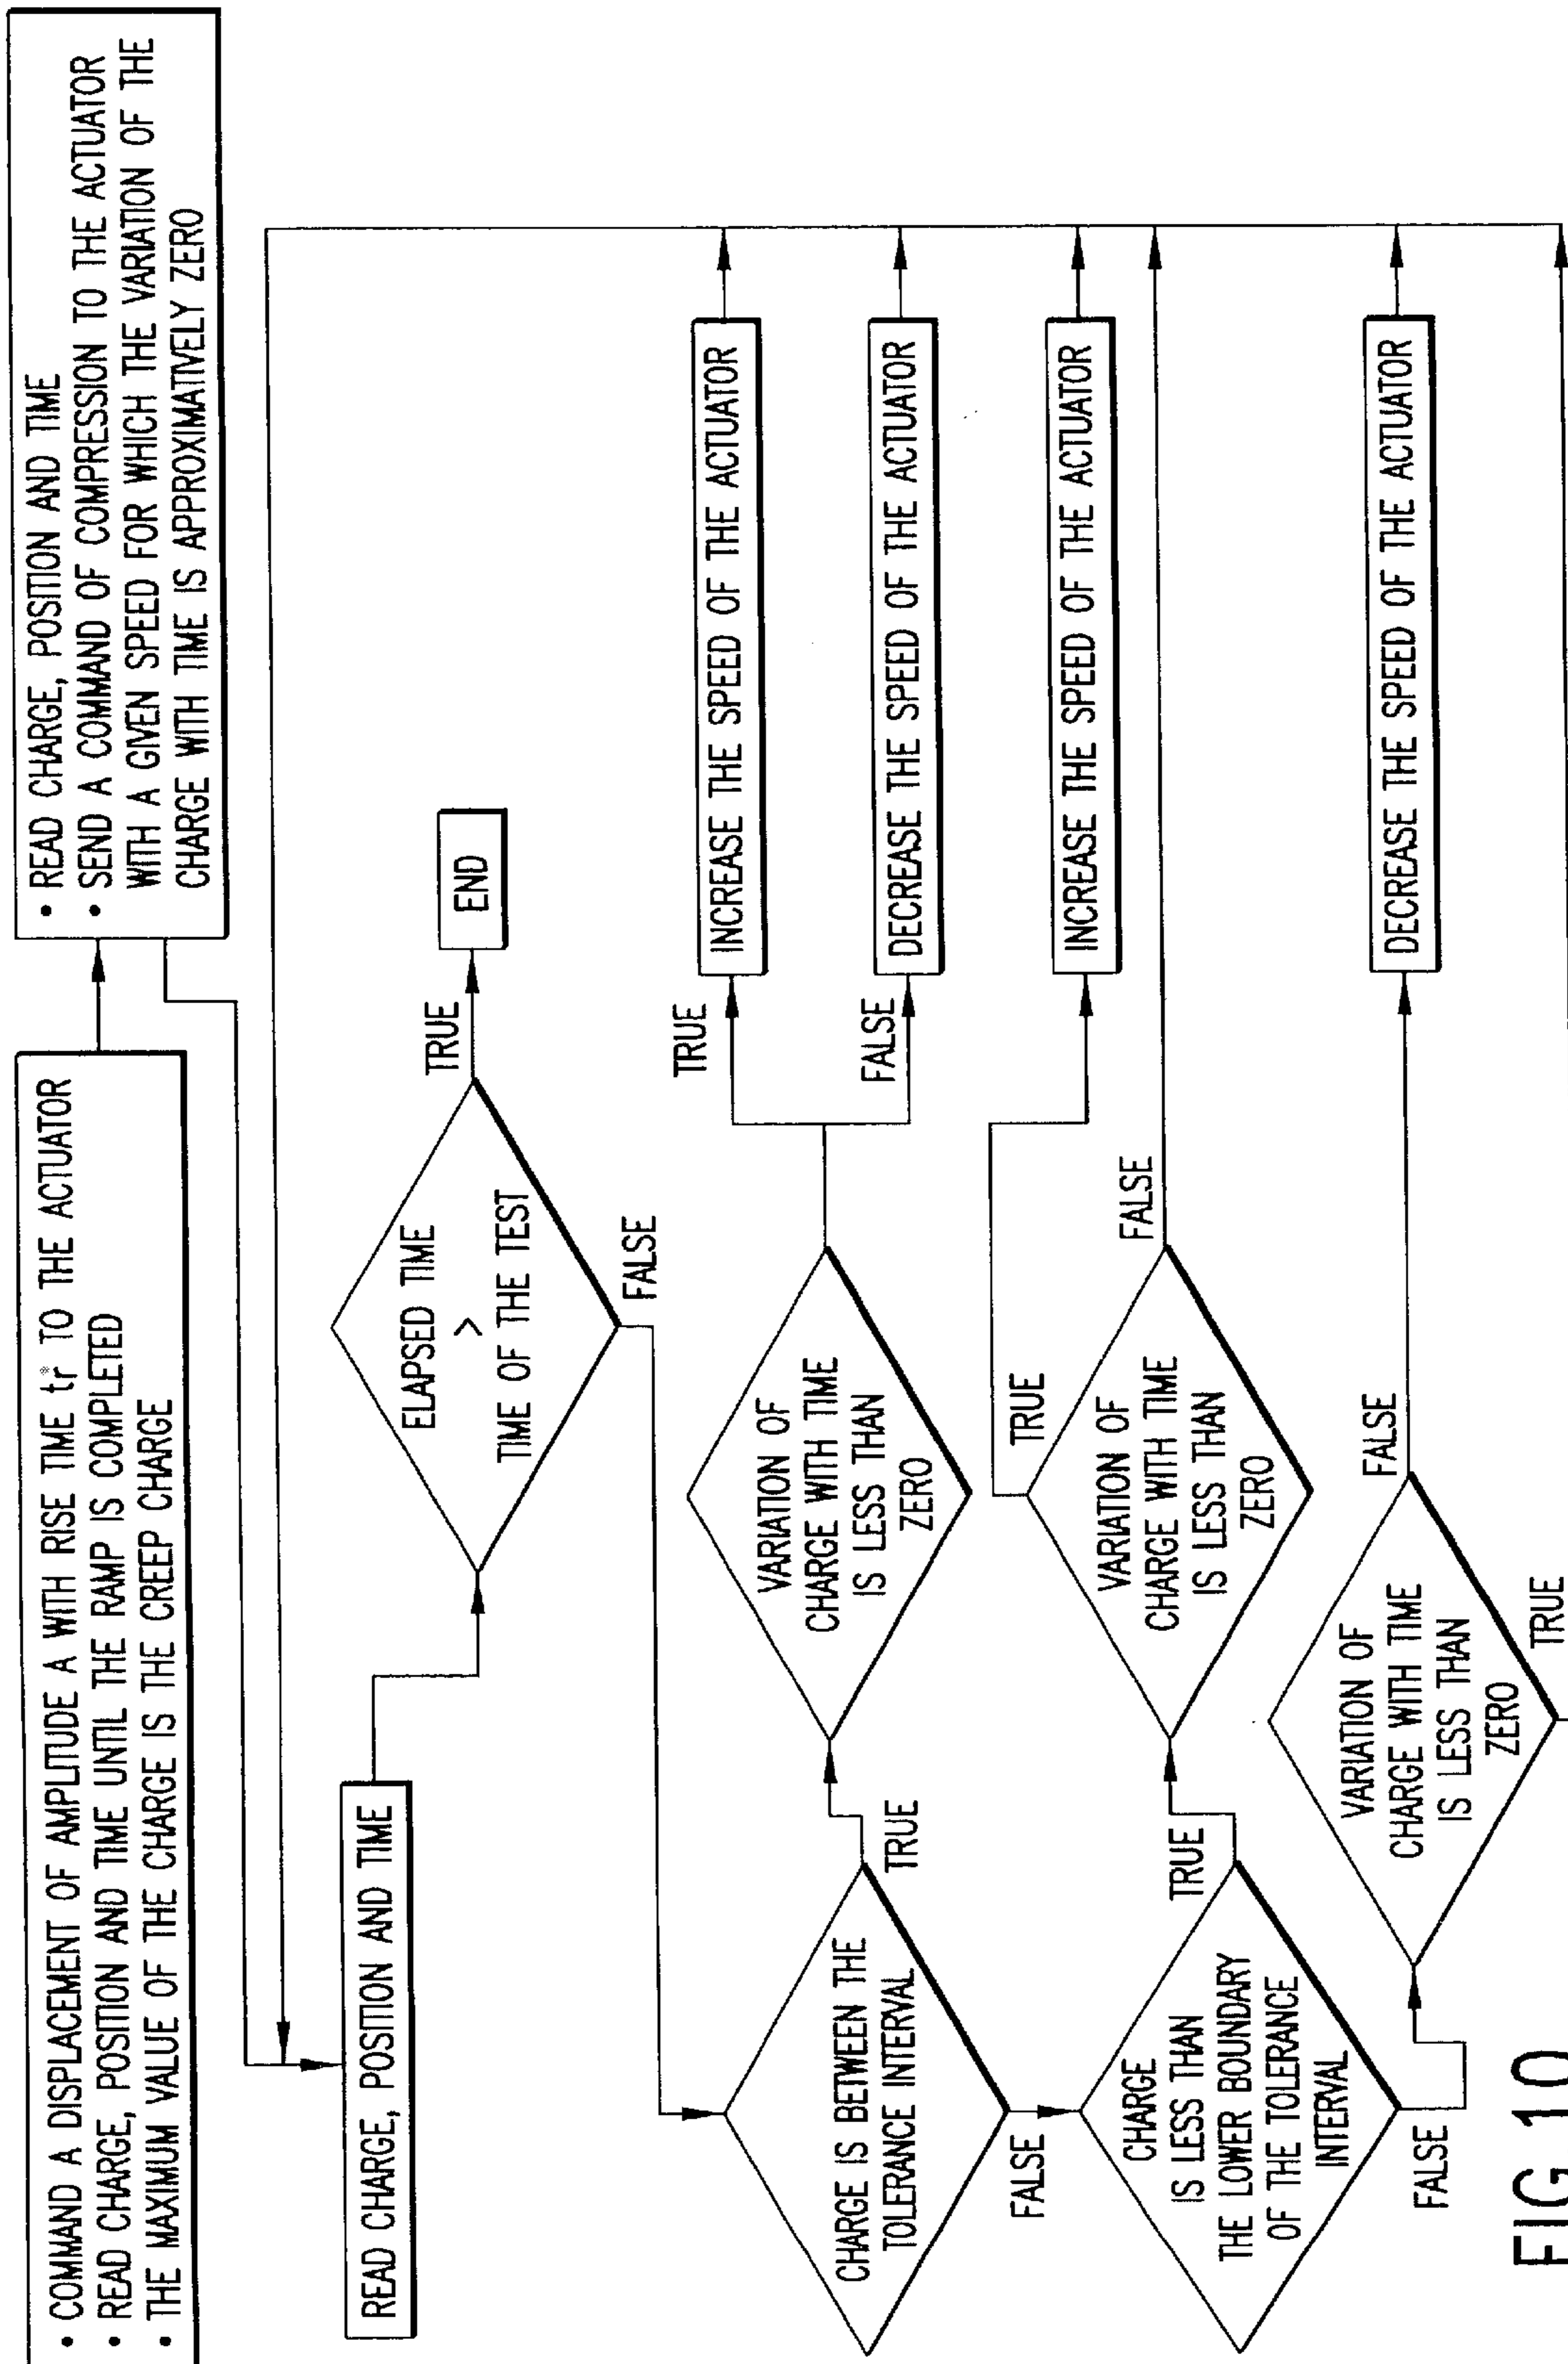 • COMMAND A DISPLACEMENT OF AMPLITUDE A WITH RISE TIME tr* TO THE ACTUATOR
• READ CHARGE, POSITION AND TIME UNTIL THE RAMP IS COMPLETED
• THE MAXIMUM VALUE OF THE CHARGE IS THE CREEP CHARGE
• READ CHARGE, POSITION AND TIME
• SEND A COMMAND OF COMPRESSION TO THE ACTUATOR
WITH A GIVEN SPEED FOR WHICH THE VARIATION OF THE
CHARGE WITH TIME IS APPROXIMATIVELY ZERO
READ CHARGE, POSITION AND TIME
ELAPSED TIME
>
TIME OF THE TEST
TRUE
END
FALSE
CHARGE IS BETWEEN THE
TOLERANCE INTERVAL
TRUE
VARIATION OF
CHARGE WITH TIME
IS LESS THAN
ZERO
TRUE
INCREASE THE SPEED OF THE ACTUATOR
FALSE
DECREASE THE SPEED OF THE ACTUATOR
FALSE
CHARGE
IS LESS THAN
THE LOWER BOUNDARY
OF THE TOLERANCE
INTERVAL
TRUE
VARIATION OF
CHARGE WITH TIME
IS LESS THAN
ZERO
TRUE
INCREASE THE SPEED OF THE ACTUATOR
FALSE
FALSE
VARIATION OF
CHARGE WITH TIME
IS LESS THAN
ZERO
FALSE
DECREASE THE SPEED OF THE ACTUATOR
TRUE
FIG.10